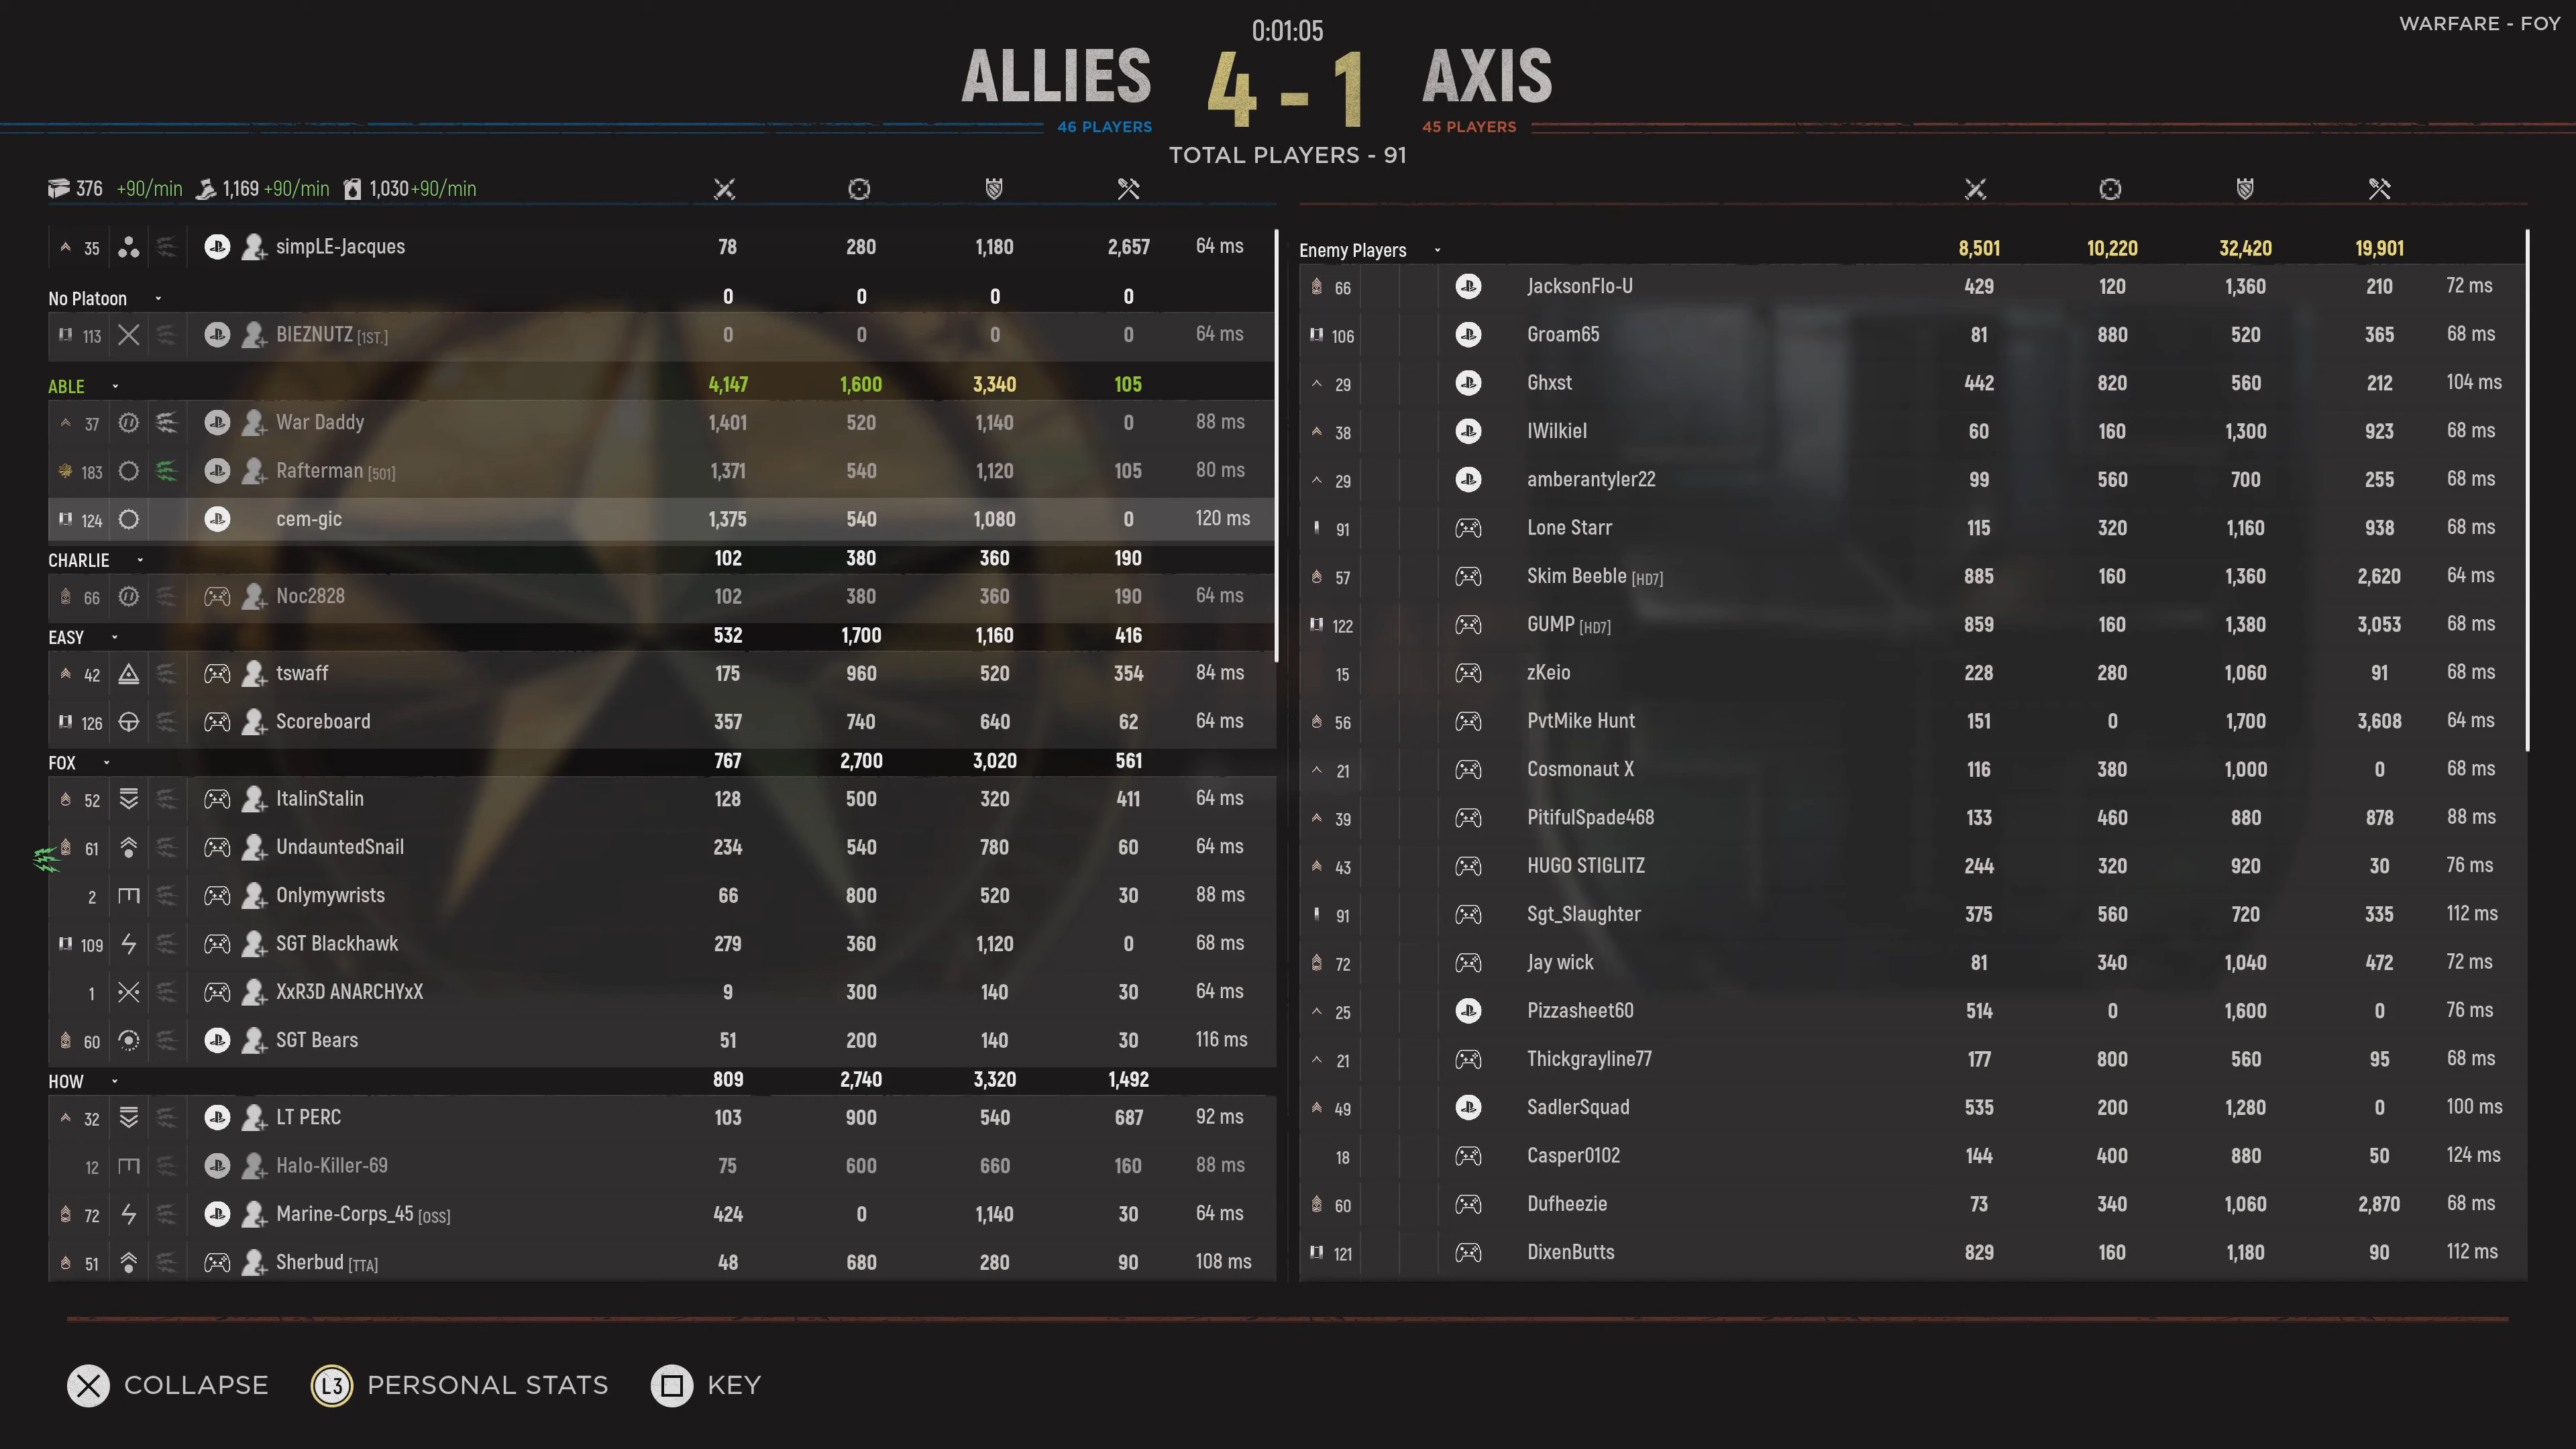 WARFARE - FOY
0:01:05
ALLIES 4 - 1 AXIS
46 PLAYERS 45 PLAYERS
TOTAL PLAYERS - 91
376 +90/min 1,169 +90/min 1,030 +90/min
35 simpLE-Jacques 78 280 1,180 2,657 64 ms
No Platoon 0 0 0 0
113 BIEZNUTZ [1ST.] 0 0 0 0 64 ms
ABLE 4,147 1,600 3,340 105
37 War Daddy 1,401 520 1,140 0 88 ms
183 Rafterman [501] 1,371 540 1,120 105 80 ms
124 cem-gic 1,375 540 1,080 0 120 ms
CHARLIE 102 380 360 190
66 Noc2828 102 380 360 190 64 ms
EASY 532 1,700 1,160 416
42 tswaff 175 960 520 354 84 ms
126 Scoreboard 357 740 640 62 64 ms
FOX 767 2,700 3,020 561
52 ItalinStalin 128 500 320 411 64 ms
61 UndauntedSnail 234 540 780 60 64 ms
2 Onlymywrists 66 800 520 30 88 ms
109 SGT Blackhawk 279 360 1,120 0 68 ms
1 XxR3D ANARCHYxX 9 300 140 30 64 ms
60 SGT Bears 51 200 140 30 116 ms
HOW 809 2,740 3,320 1,492
32 LT PERC 103 900 540 687 92 ms
12 Halo-Killer-69 75 600 660 160 88 ms
72 Marine-Corps_45 [OSS] 424 0 1,140 30 64 ms
51 Sherbud [TTA] 48 680 280 90 108 ms
Enemy Players 8,501 10,220 32,420 19,901
66 JacksonFlo-U 429 120 1,360 210 72 ms
106 Groam65 81 880 520 365 68 ms
29 Ghxst 442 820 560 212 104 ms
38 IWilkieI 60 160 1,300 923 68 ms
29 amberantyler22 99 560 700 255 68 ms
91 Lone Starr 115 320 1,160 938 68 ms
57 Skim Beeble [HD7] 885 160 1,360 2,620 64 ms
122 GUMP [HD7] 859 160 1,380 3,053 68 ms
15 zKeio 228 280 1,060 91 68 ms
56 PvtMike Hunt 151 0 1,700 3,608 64 ms
21 Cosmonaut X 116 380 1,000 0 68 ms
39 PitifulSpade468 133 460 880 878 88 ms
43 HUGO STIGLITZ 244 320 920 30 76 ms
91 Sgt_Slaughter 375 560 720 335 112 ms
72 Jay wick 81 340 1,040 472 72 ms
25 Pizzasheet60 514 0 1,600 0 76 ms
21 Thickgrayline77 177 800 560 95 68 ms
49 SadlerSquad 535 200 1,280 0 100 ms
18 Casper0102 144 400 880 50 124 ms
60 Dufheezie 73 340 1,060 2,870 68 ms
121 DixenButts 829 160 1,180 90 112 ms
COLLAPSE L3 PERSONAL STATS KEY